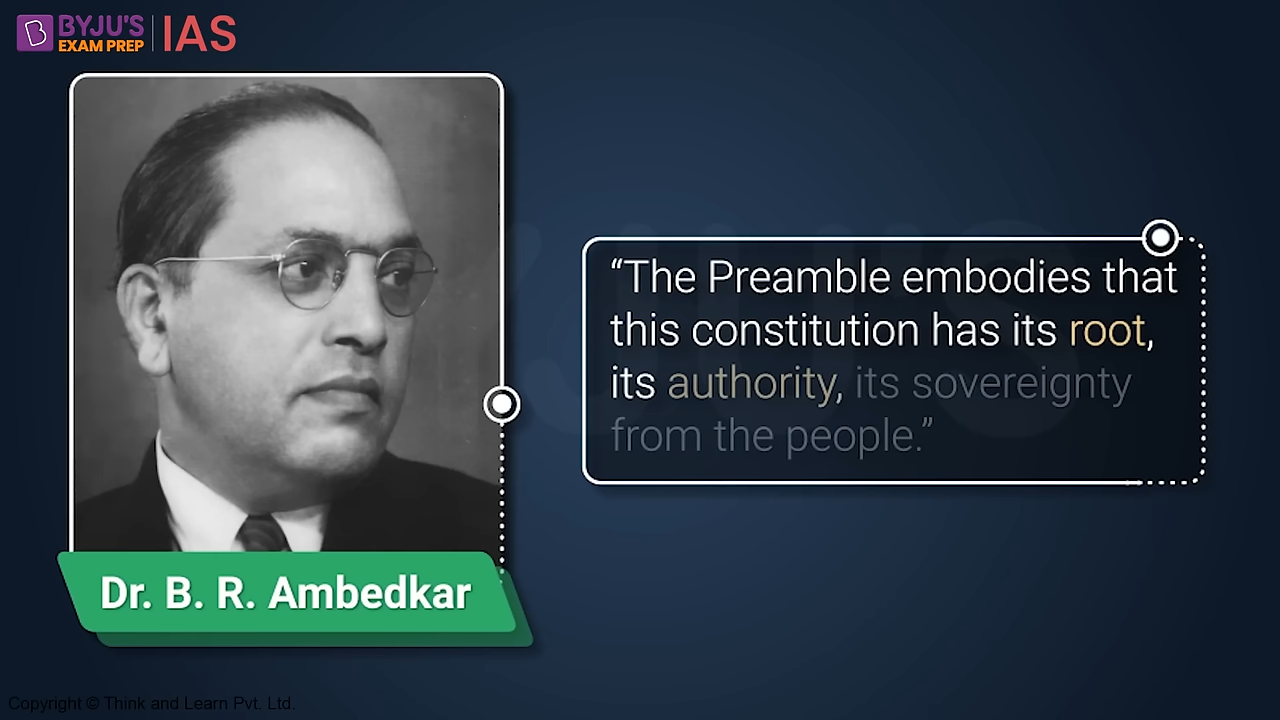 BYJU'S
EXAM PREP
IAS
“The Preamble embodies that
this constitution has its root,
its authority, its sovereignty
from the people.”
Dr. B. R. Ambedkar
Copyright © Think and Learn Pvt. Ltd.